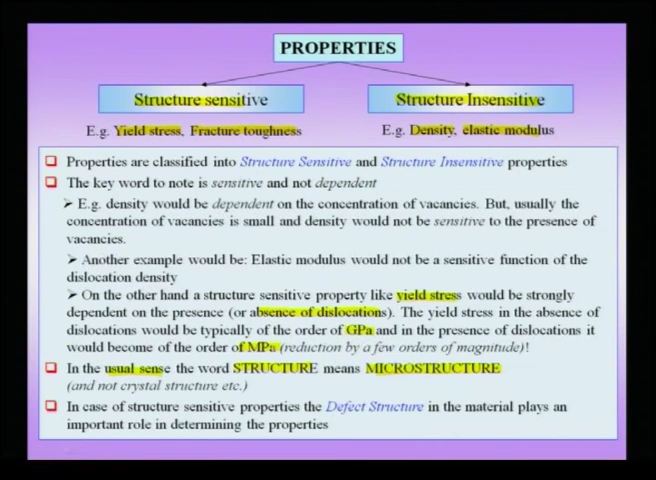 PROPERTIES
Structure sensitive
Structure Insensitive
E.g. Yield stress, Fracture toughness
E.g. Density, elastic modulus
Properties are classified into Structure Sensitive and Structure Insensitive properties
The key word to note is sensitive and not dependent
E.g. density would be dependent on the concentration of vacancies. But, usually the
concentration of vacancies is small and density would not be sensitive to the presence of
vacancies.
Another example would be: Elastic modulus would not be a sensitive function of the
dislocation density
On the other hand a structure sensitive property like yield stress would be strongly
dependent on the presence (or absence of dislocations). The yield stress in the absence of
dislocations would be typically of the order of GPa and in the presence of dislocations it
would become of the order of MPa (reduction by a few orders of magnitude)!
In the usual sense the word STRUCTURE means MICROSTRUCTURE
(and not crystal structure etc.)
In case of structure sensitive properties the Defect Structure in the material plays an
important role in determining the properties